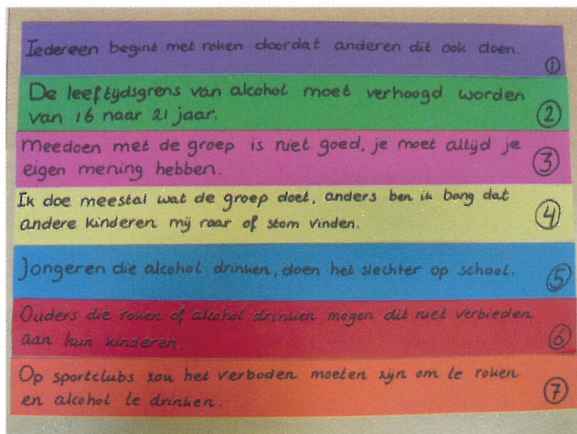 Iedereen begint met roken doordat anderen dit ook doen.
①
De leeftijdsgrens van alcohol moet verhoogd worden
van 16 naar 21 jaar.
②
Meedoen met de groep is niet goed, je moet altijd je
eigen mening hebben.
③
Ik doe meestal wat de groep doet, anders ben ik bang dat
andere kinderen mij raar of stom vinden.
④
Jongeren die alcohol drinken, doen het slechter op school.
⑤
Ouders die roken of alcohol drinken mogen dit niet verbieden
aan hun kinderen.
⑥
Op sportclubs zou het verboden moeten zijn om te roken
en alcohol te drinken.
⑦